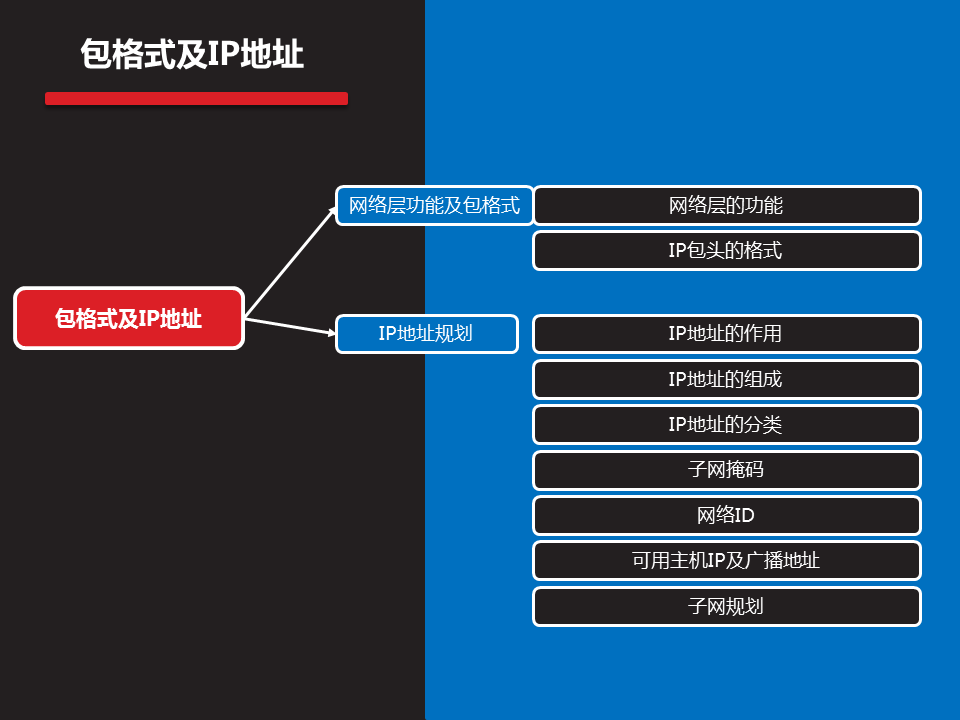 包格式及IP地址
网络层功能及包格式
网络层的功能
IP包头的格式
包格式及IP地址
IP地址规划
IP地址的作用
IP地址的组成
IP地址的分类
子网掩码
网络ID
可用主机IP及广播地址
子网规划